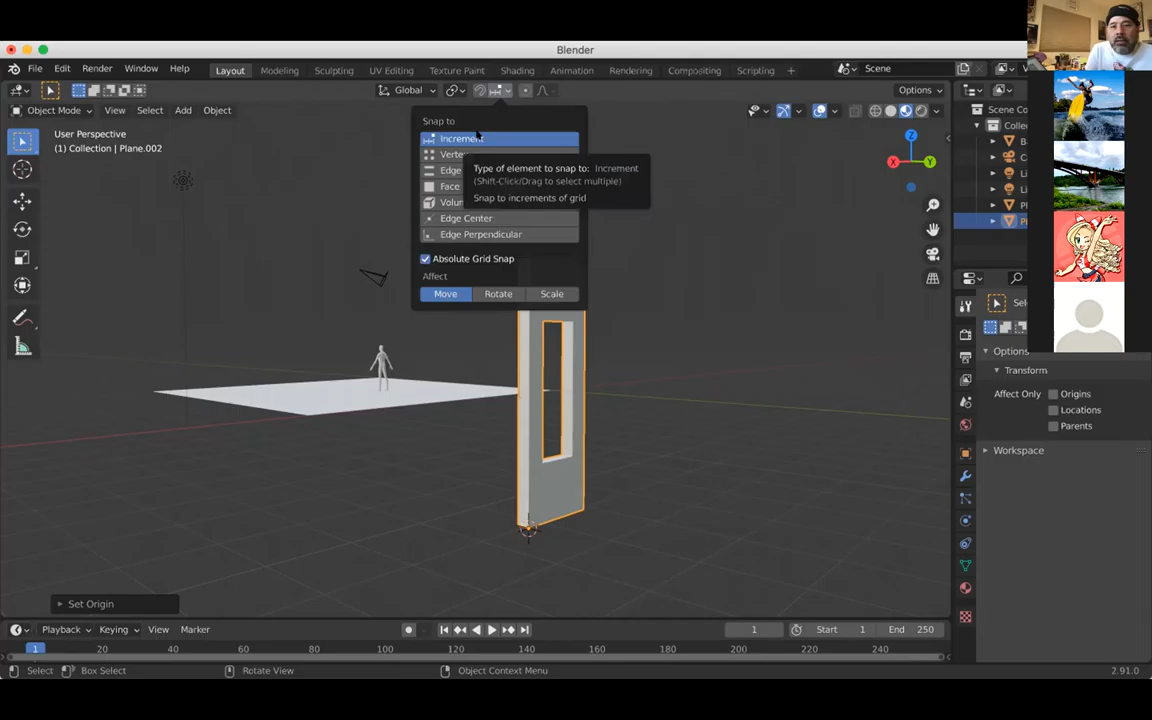 Blender
File Edit Render Window Help
Layout Modeling Sculpting UV Editing Texture Paint Shading Animation Rendering Compositing Scripting
Scene
Global
Options
Object Mode View Select Add Object
Scene Co
Collec
User Perspective
(1) Collection | Plane.002
Snap to
Increment
Vertex
Edge
Face
Volum
Edge Center
Edge Perpendicular
Type of element to snap to: Increment
(Shift-Click/Drag to select multiple)
Snap to increments of grid
Absolute Grid Snap
Affect
Move Rotate Scale
X
Y
Z
Options
Transform
Affect Only Origins
Locations
Parents
Workspace
Set Origin
Playback Keying View Marker
1
Start 1
End 250
1 20 40 60 80 100 120 140 160 180 200 220 240
Select Box Select Rotate View Object Context Menu 2.91.0